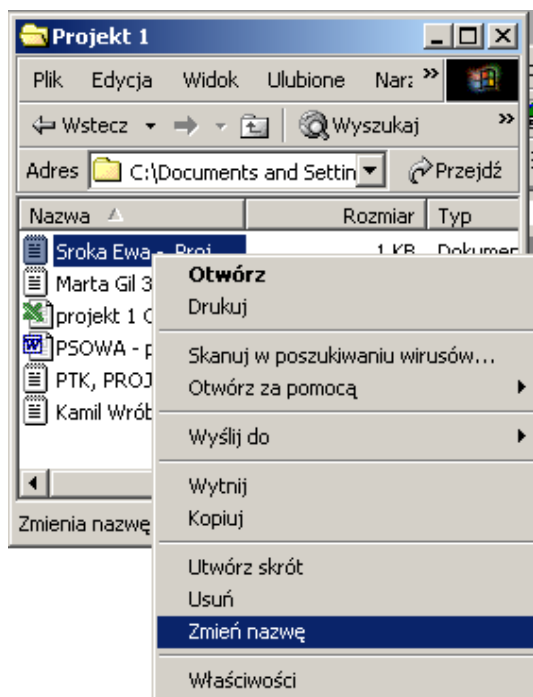 Projekt 1
Plik Edycja Widok Ulubione Narz »
Wstecz Wyszukaj »
Adres C:\Documents and Settin Przejdź
Nazwa Rozmiar Typ
Sroka Ewa - Proj... 1 KB Dokumen
Marta Gil 3
projekt 1
PSOWA - p
PTK, PROJ
Kamil Wrób
Zmienia nazwę
Otwórz
Drukuj
Skanuj w poszukiwaniu wirusów...
Otwórz za pomocą
Wyślij do
Wytnij
Kopiuj
Utwórz skrót
Usuń
Zmień nazwę
Właściwości